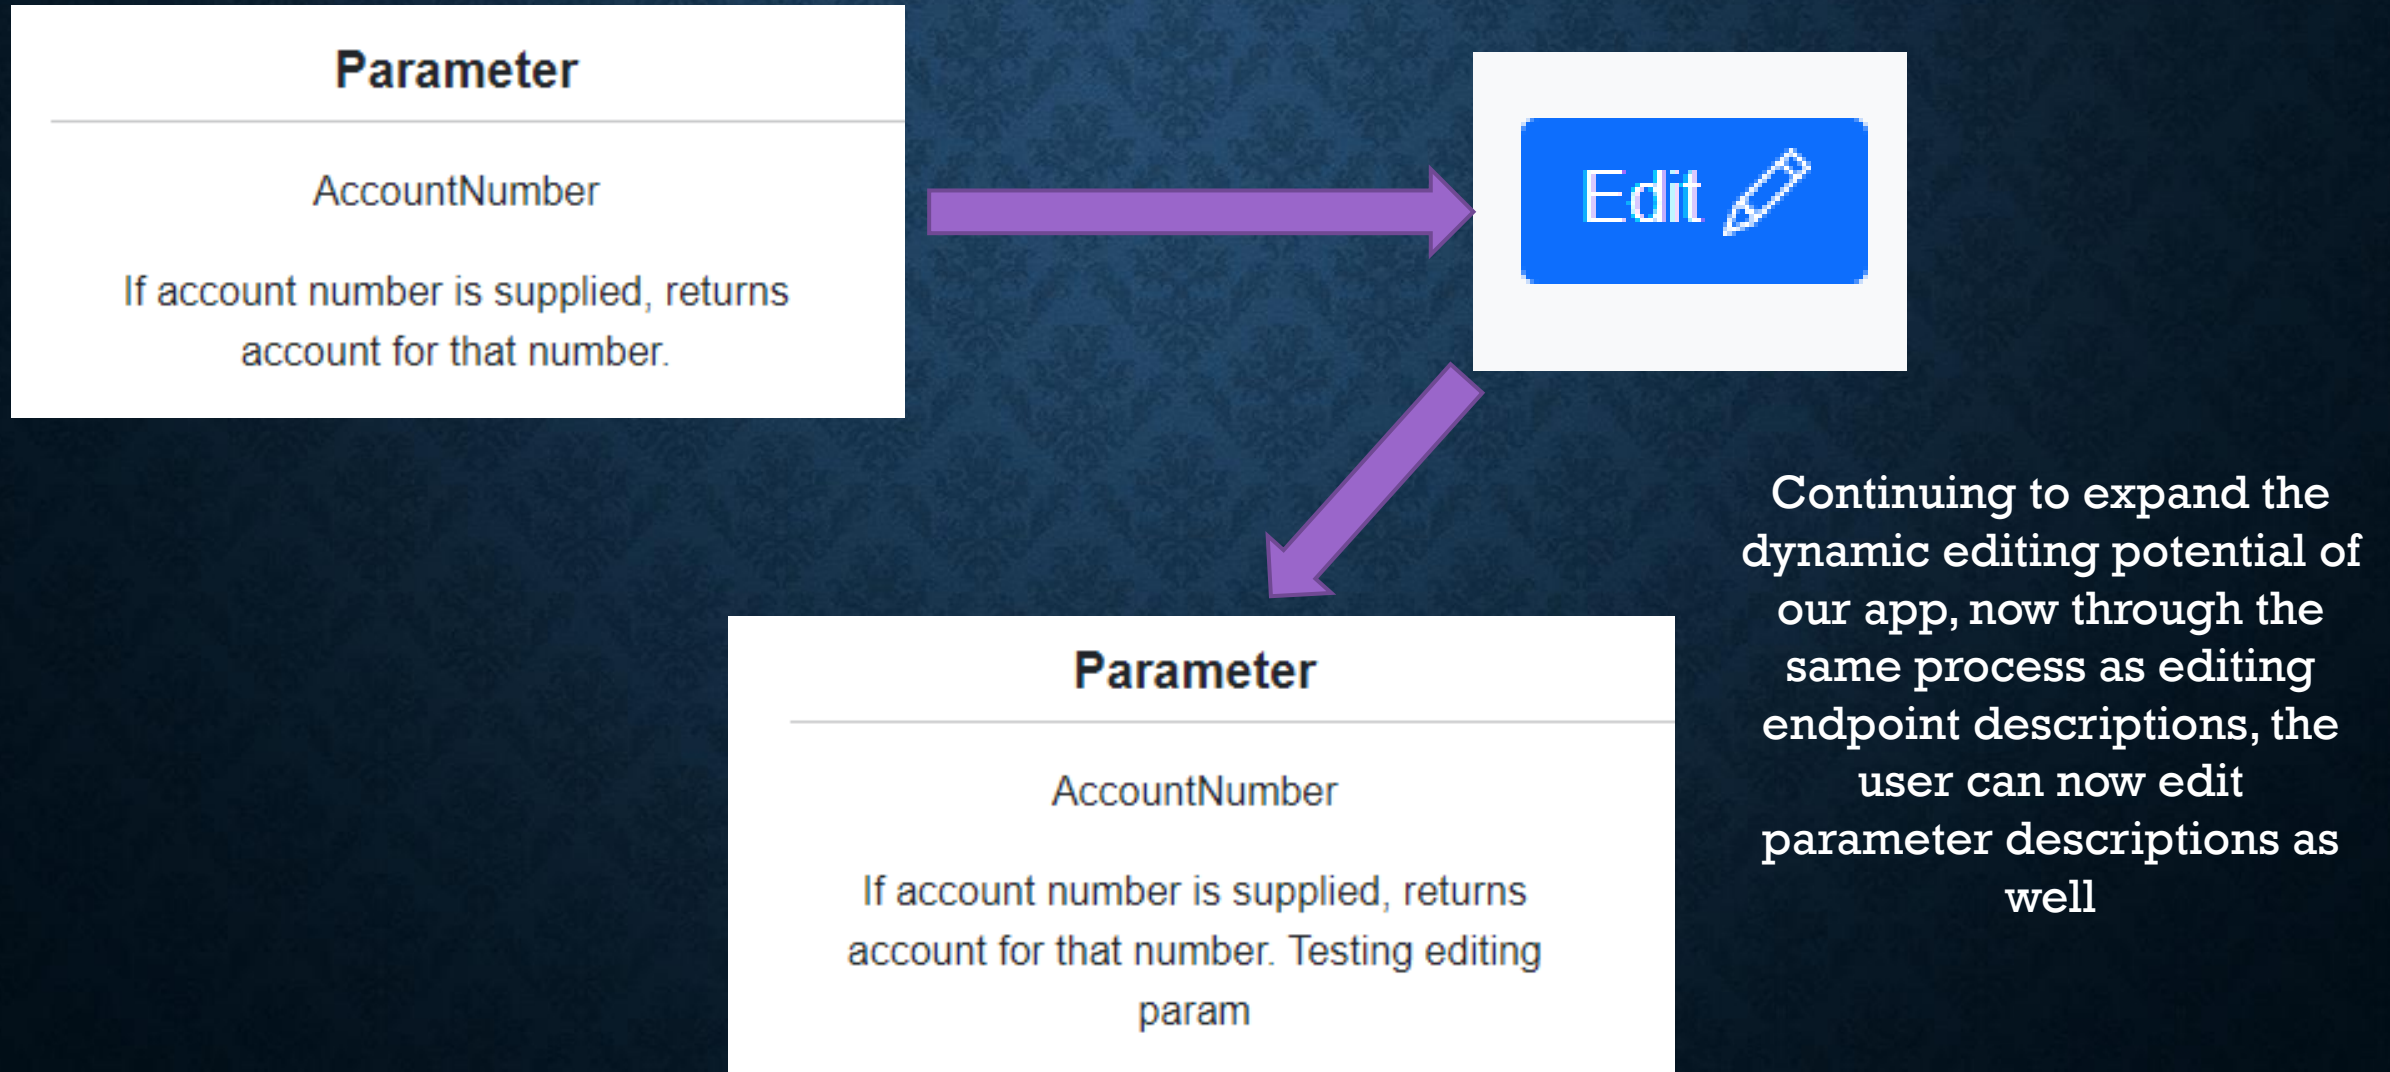 Parameter
AccountNumber
If account number is supplied, returns
account for that number.
Edit
Parameter
AccountNumber
If account number is supplied, returns
account for that number. Testing editing
param
Continuing to expand the
dynamic editing potential of
our app, now through the
same process as editing
endpoint descriptions, the
user can now edit
parameter descriptions as
well